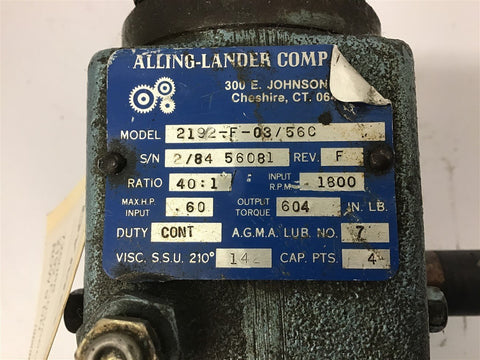 ALLING-LANDER COMP
300 E. JOHNSON
Cheshire, CT. 06
MODEL 2192-F-03/56C
S/N 2/84 56081 REV. F
RATIO 40:1 INPUT R.P.M. 1800
MAX. H.P. INPUT .60 OUTPUT TORQUE 604 IN. LB.
DUTY CONT A.G.M.A. LUB. NO. 7
VISC. S.S.U. 210° 142 CAP. PTS. 4